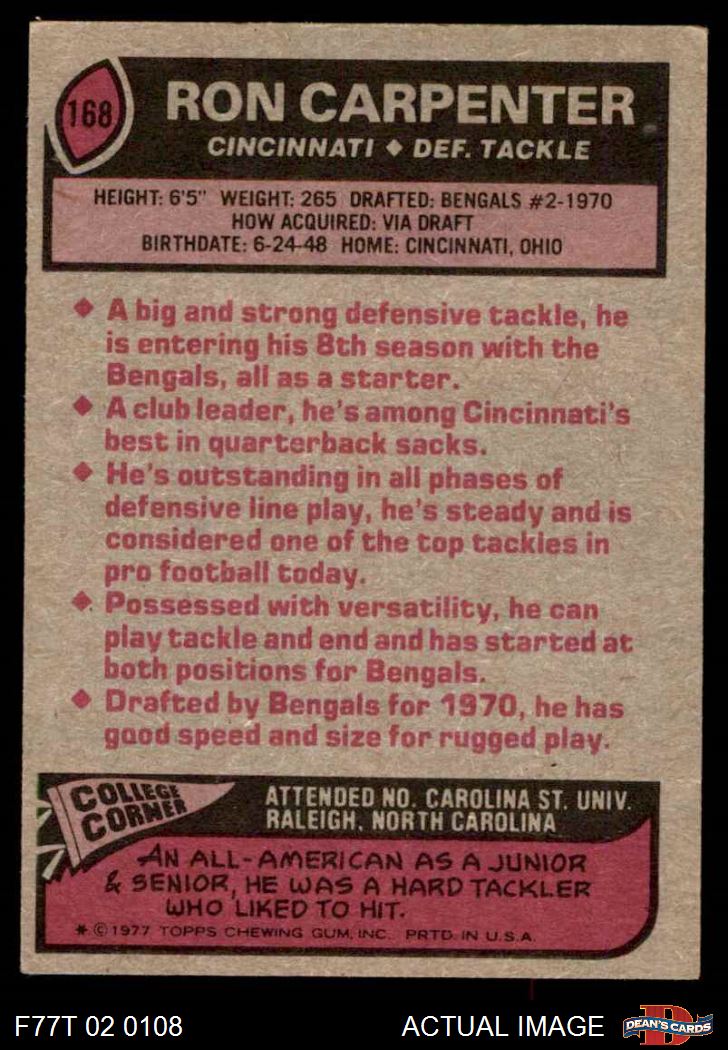 168
RON CARPENTER
CINCINNATI ◆ DEF. TACKLE
HEIGHT: 6'5" WEIGHT: 265 DRAFTED: BENGALS #2-1970
HOW ACQUIRED: VIA DRAFT
BIRTHDATE: 6-24-48 HOME: CINCINNATI, OHIO
◆ A big and strong defensive tackle, he
is entering his 8th season with the
Bengals, all as a starter.
◆ A club leader, he's among Cincinnati's
best in quarterback sacks.
◆ He's outstanding in all phases of
defensive line play, he's steady and is
considered one of the top tackles in
pro football today.
◆ Possessed with versatility, he can
play tackle and end and has started at
both positions for Bengals.
◆ Drafted by Bengals for 1970, he has
good speed and size for rugged play.
COLLEGE
CORNER
ATTENDED NO. CAROLINA ST. UNIV.
RALEIGH, NORTH CAROLINA
AN ALL-AMERICAN AS A JUNIOR
& SENIOR, HE WAS A HARD TACKLER
WHO LIKED TO HIT.
* © 1977 TOPPS CHEWING GUM, INC. PRTD. IN U.S.A.
F77T 02 0108
ACTUAL IMAGE
D
DEAN'S CARDS